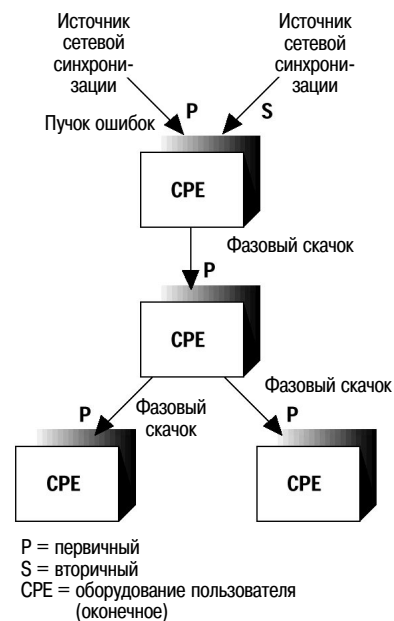 Источник
сетевой
синхрони-
зации
Источник
сетевой
синхрони-
зации
P
S
Пучок ошибок
CPE
Фазовый скачок
P
CPE
Фазовый скачок
P
Фазовый
скачок
P
CPE
CPE
P = первичный
S = вторичный
CPE = оборудование пользователя
(оконечное)